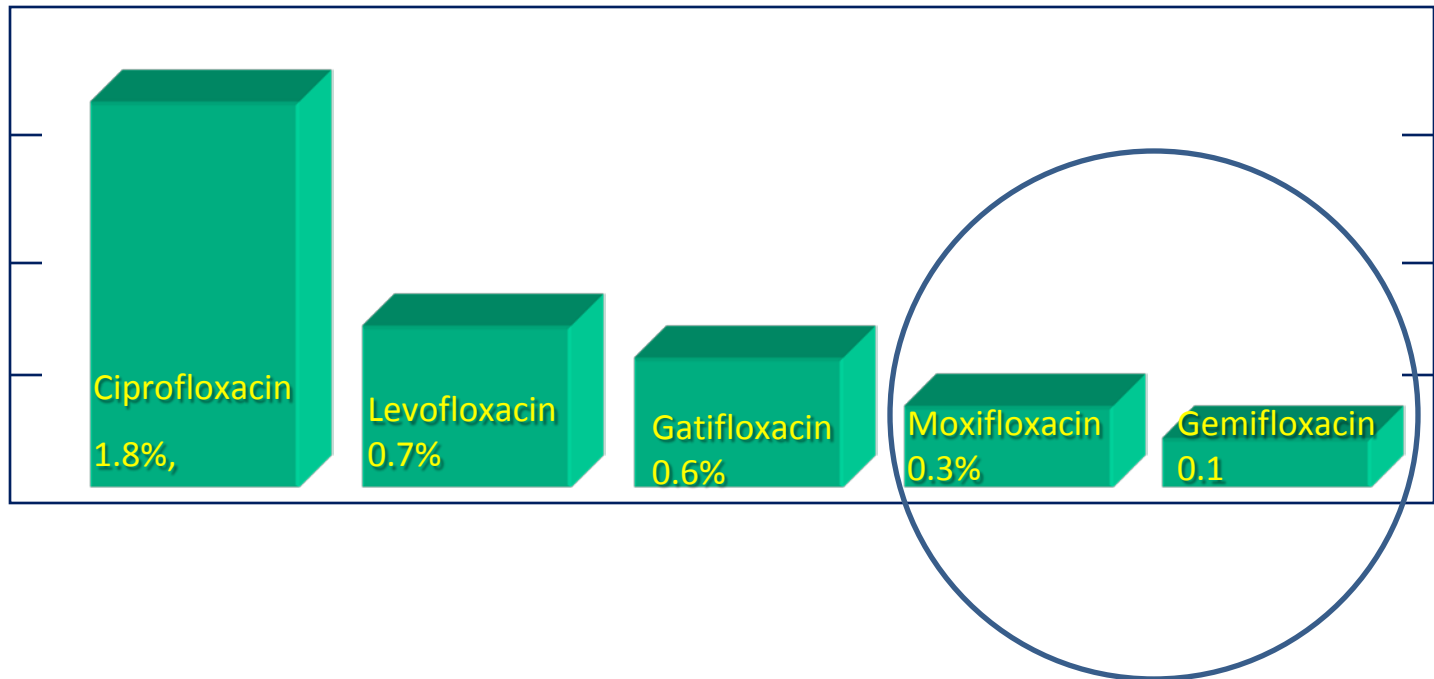 Ciprofloxacin
1.8%,
Levofloxacin
0.7%
Gatifloxacin
0.6%
Moxifloxacin
0.3%
Gemifloxacin
0.1